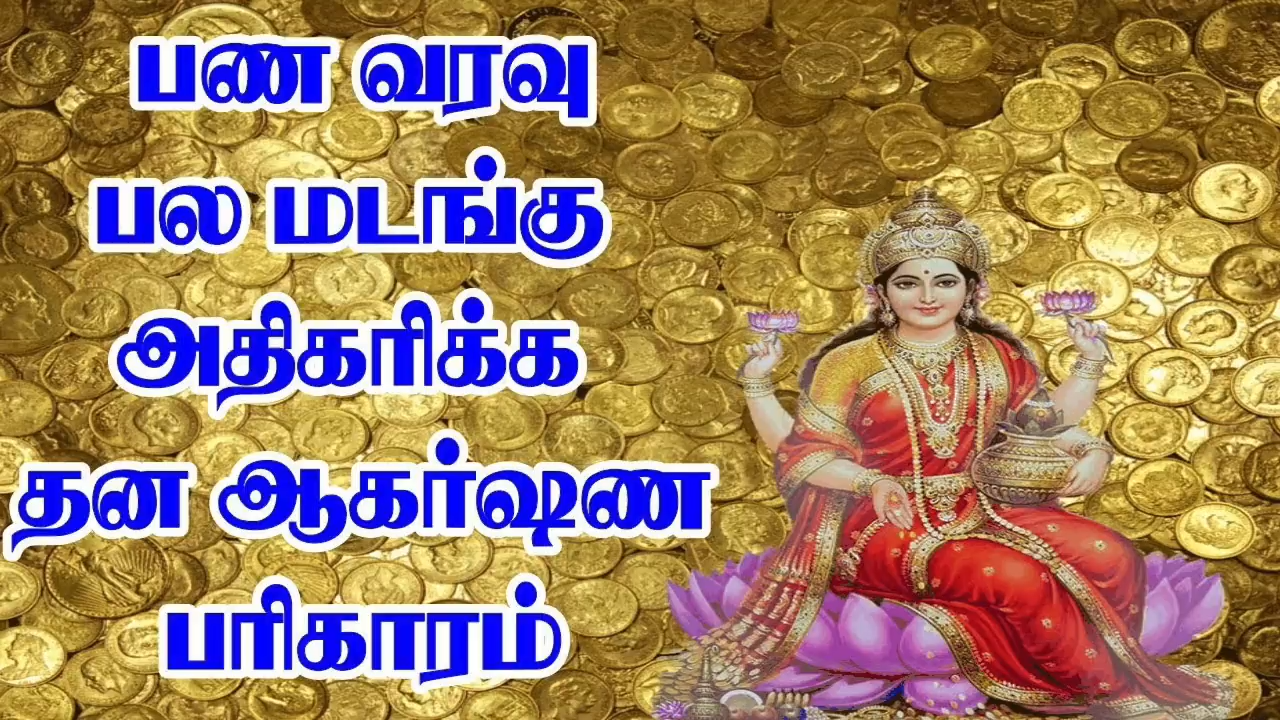 பண வரவு
பல மடங்கு
அதிகரிக்க
தன ஆகர்ஷண
பரிகாரம்